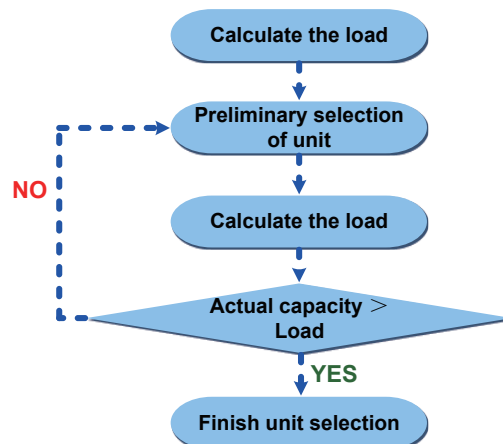 Calculate the load
Preliminary selection
of unit
NO
Calculate the load
Actual capacity >
Load
YES
Finish unit selection